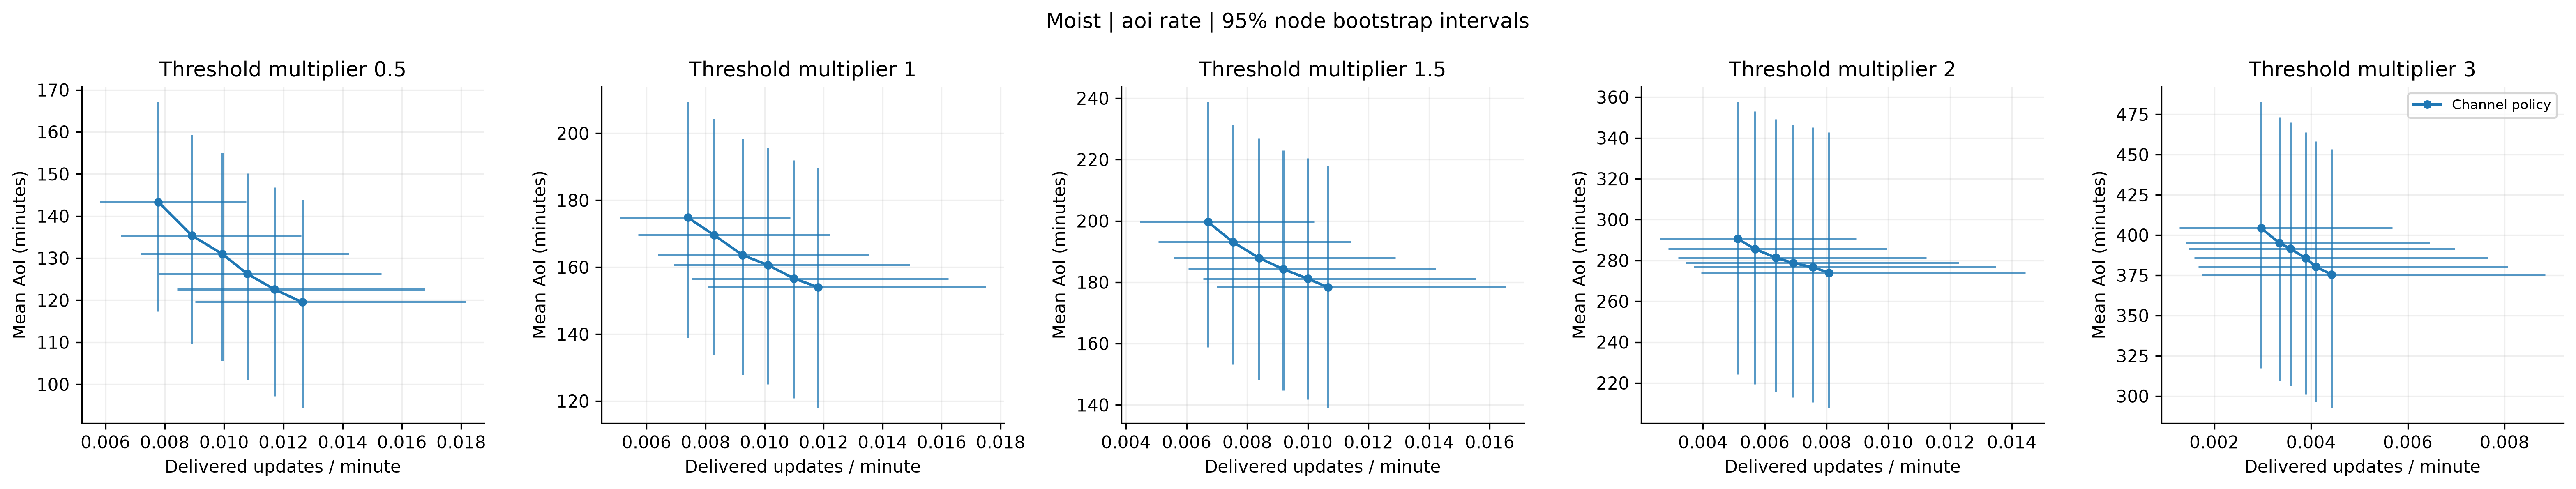 Moist | aoi rate | 95% node bootstrap intervals
Threshold multiplier 0.5
170
160
150
140
130
120
110
100
Mean AoI (minutes)
0.006 0.008 0.010 0.012 0.014 0.016 0.018
Delivered updates / minute
Threshold multiplier 1
200
180
160
140
120
Mean AoI (minutes)
0.006 0.008 0.010 0.012 0.014 0.016 0.018
Delivered updates / minute
Threshold multiplier 1.5
240
220
200
180
160
140
Mean AoI (minutes)
0.004 0.006 0.008 0.010 0.012 0.014 0.016
Delivered updates / minute
Threshold multiplier 2
360
340
320
300
280
260
240
220
Mean AoI (minutes)
0.004 0.006 0.008 0.010 0.012 0.014
Delivered updates / minute
Threshold multiplier 3
Channel policy
475
450
425
400
375
350
325
300
Mean AoI (minutes)
0.002 0.004 0.006 0.008
Delivered updates / minute